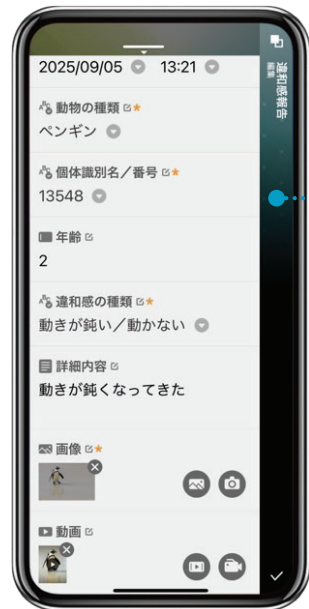 2025/09/05 13:21
動物の種類
ペンギン
個体識別名／番号
13548
年齢
2
違和感の種類
動きが鈍い／動かない
詳細内容
動きが鈍くなってきた
画像
動画
違和感報告
編集